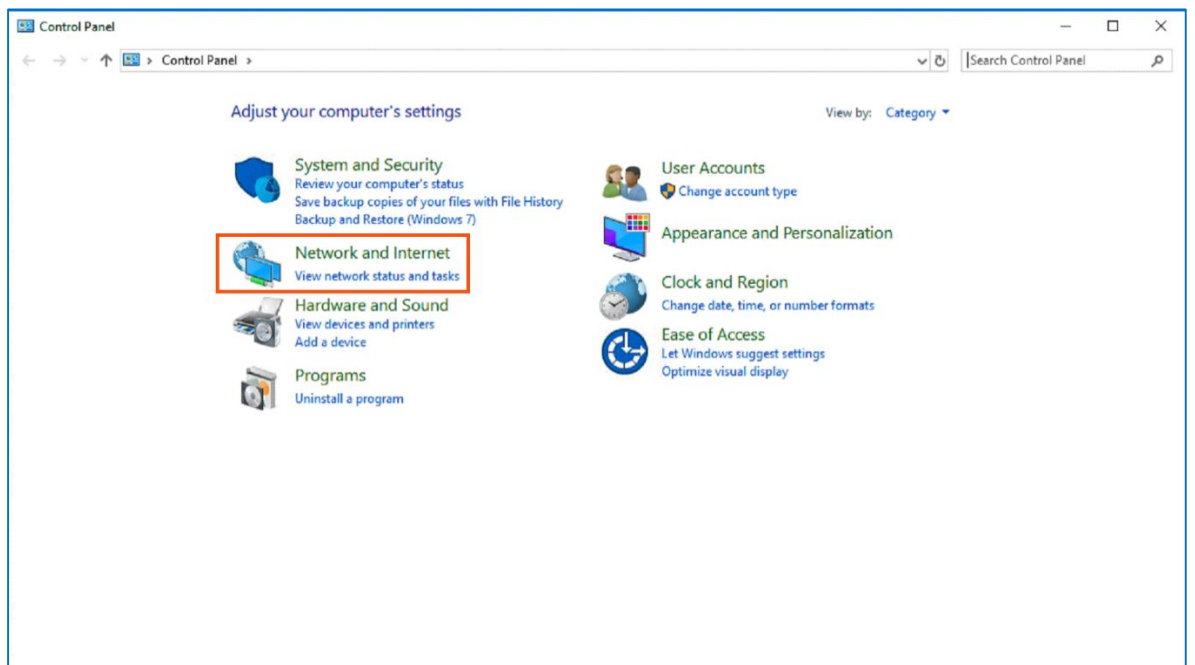 Control Panel
Control Panel
Search Control Panel
Adjust your computer's settings
View by: Category
System and Security
Review your computer's status
Save backup copies of your files with File History
Backup and Restore (Windows 7)
Network and Internet
View network status and tasks
Hardware and Sound
View devices and printers
Add a device
Programs
Uninstall a program
User Accounts
Change account type
Appearance and Personalization
Clock and Region
Change date, time, or number formats
Ease of Access
Let Windows suggest settings
Optimize visual display